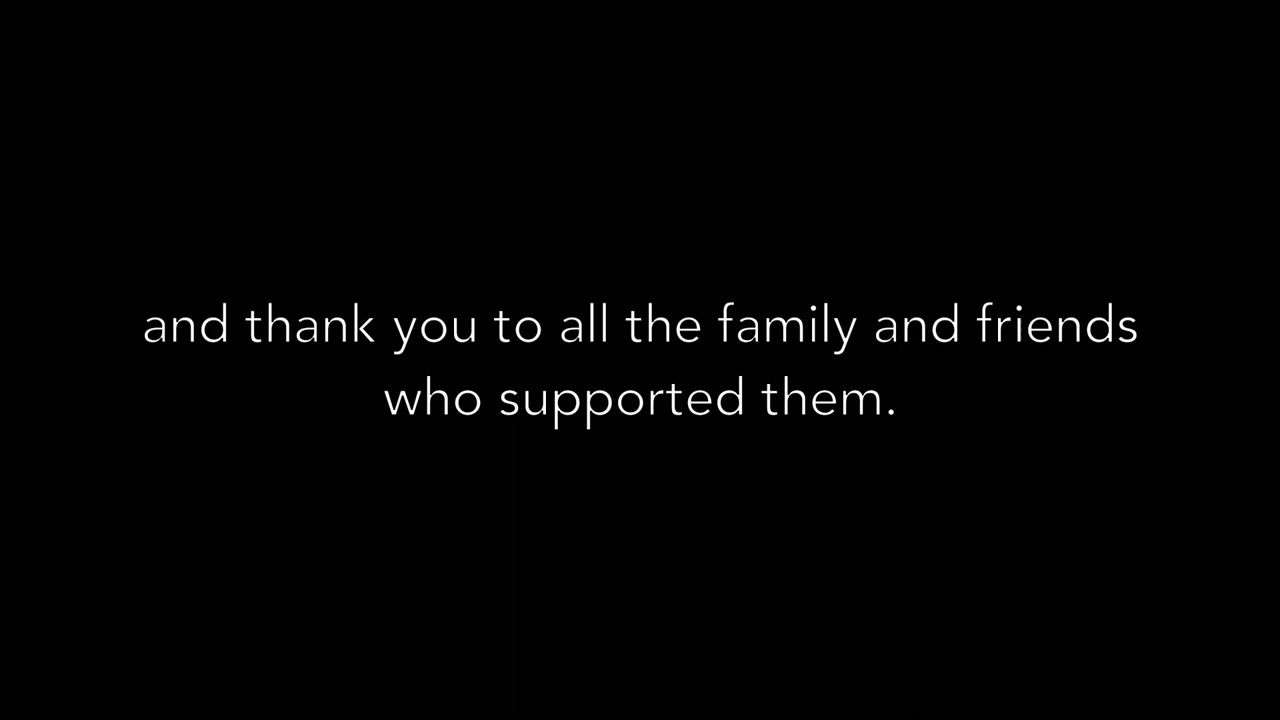 and thank you to all the family and friends
who supported them.